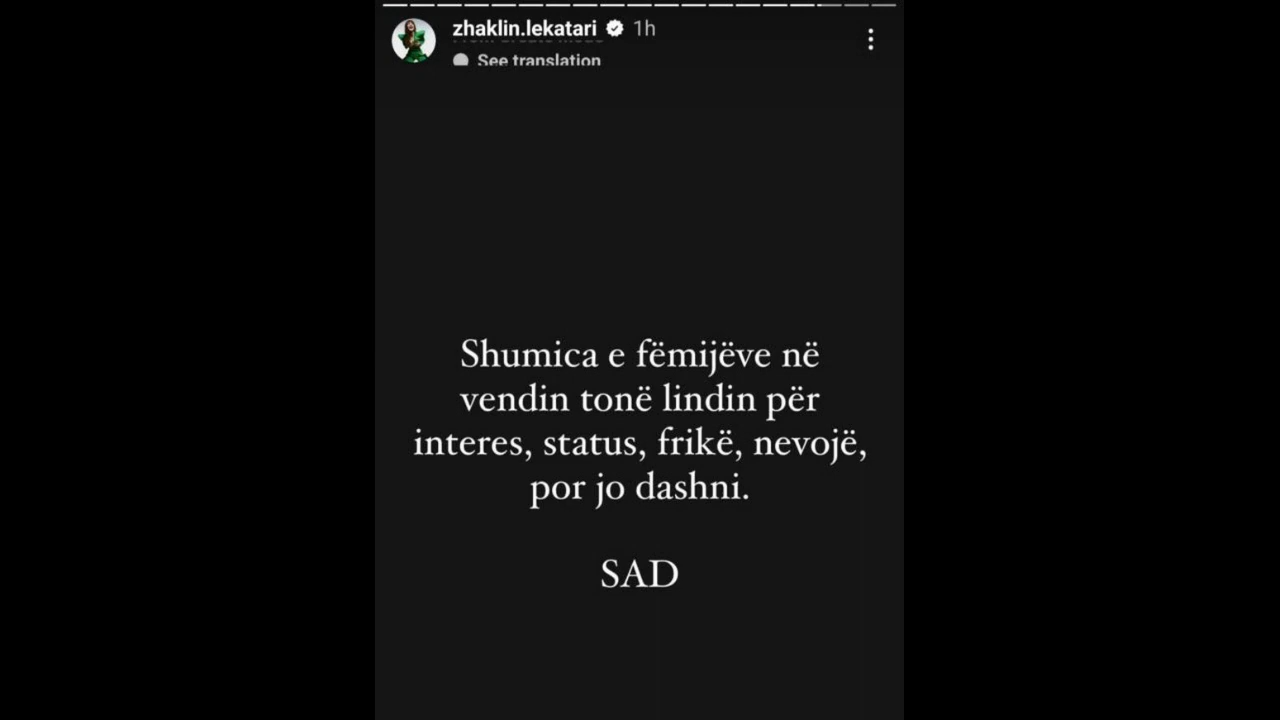 zhaklin.lekatari 1h
See translation
Shumica e fëmijëve në
vendin tonë lindin për
interes, status, frikë, nevojë,
por jo dashni.
SAD